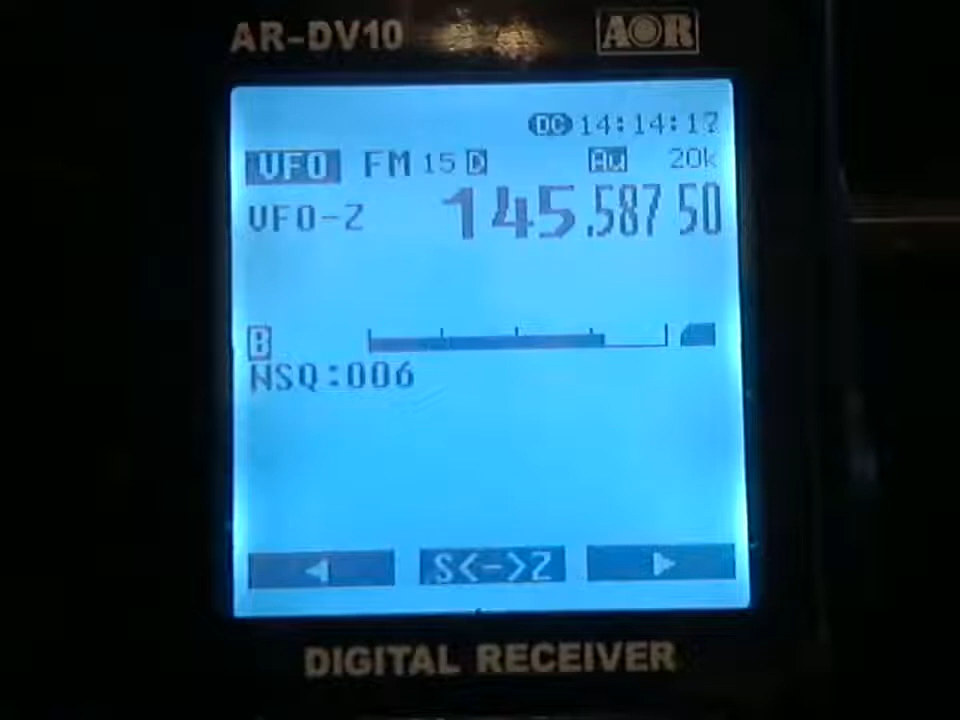 AR-DV10 AOR
DC 14:14:17
VFO FM 15 D Au 20k
VFO-Z 145.587 50
B
NSQ:006
S<->Z
DIGITAL RECEIVER